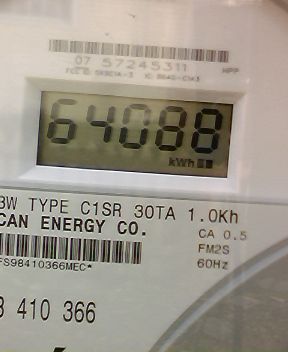 07 57245311
HPP
64088
kWh
3W TYPE C1SR 30TA 1.0Kh
CAN ENERGY CO.
CA 0.5
FM2S
60Hz
FS98410366MEC*
3 410 366